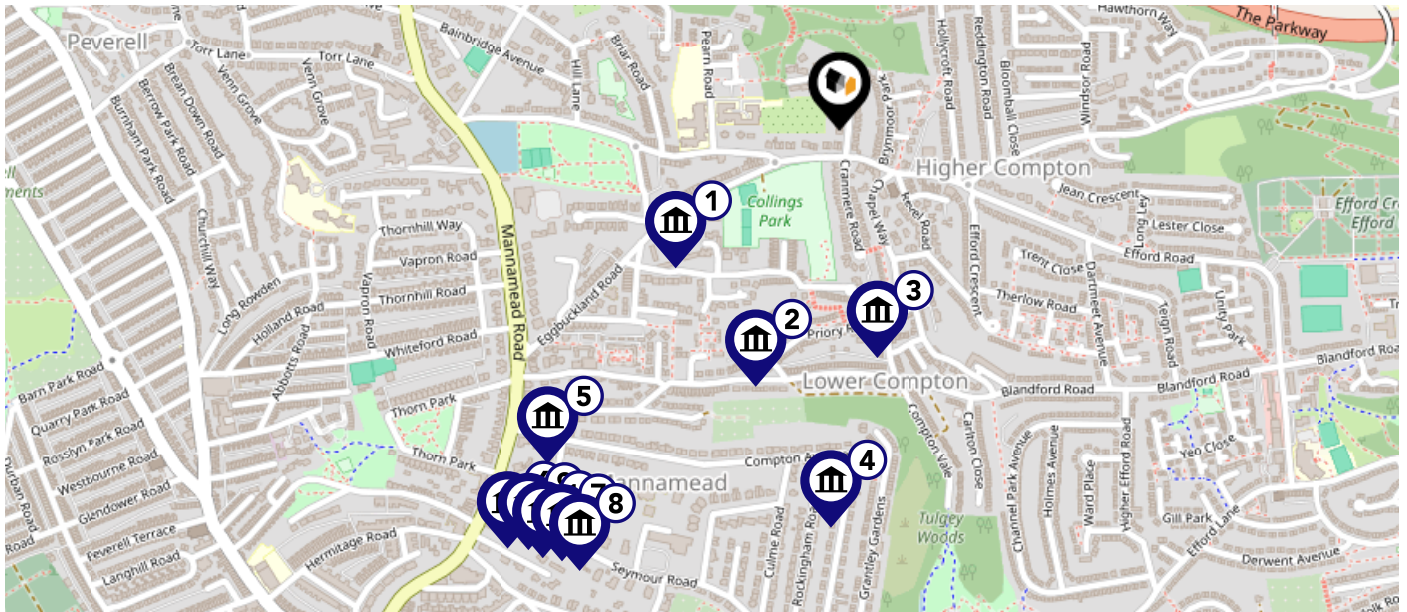 Peverell
Torr Lane
Torr Lane
Venn Grove
Venn Grove
Brean Down Road
Berrow Park Road
Burnham Park Road
Bainbridge Avenue
Hill Lane
Briar Road
Pearn Road
Hawthorn Way
The Parkway
Hollycroft Road
Reddington Road
Bloomball Close
Windsor Road
Brynmoor Park
Higher Compton
Collings
Park
Cranmere Road
Chapel Way
Revel Road
Jean Crescent
Long Ley
Lester Close
Efford Road
Efford Crescent
Trent Close
Therlow Road
Dartmeet Avenue
Teign Road
Unity Park
Churchill Way
Thornhill Way
Vapron Road
Vapron Road
Thornhill Road
Long Rowden
Holland Road
Abbotts Road
Whiteford Road
Mannamead Road
Eggbuckland Road
1
2
3
4
5
7
8
Lower Compton
Blandford Road
Blandford Road
Barn Park Road
Quarry Park Road
Rosslyn Park Road
Westbourne Road
Glendower Road
Peverell Terrace
Langhill Road
Thorn Park
Thorn Park
Hermitage Road
Seymour Road
Culme Road
Grantley Gardens
Tulgey
Woods
Compton Vale
Carlton Close
Channel Park Avenue
Holmes Avenue
Ward Place
Higher Efford Road
Yeo Close
Gill Park
Efford Lane
Derwent Avenue